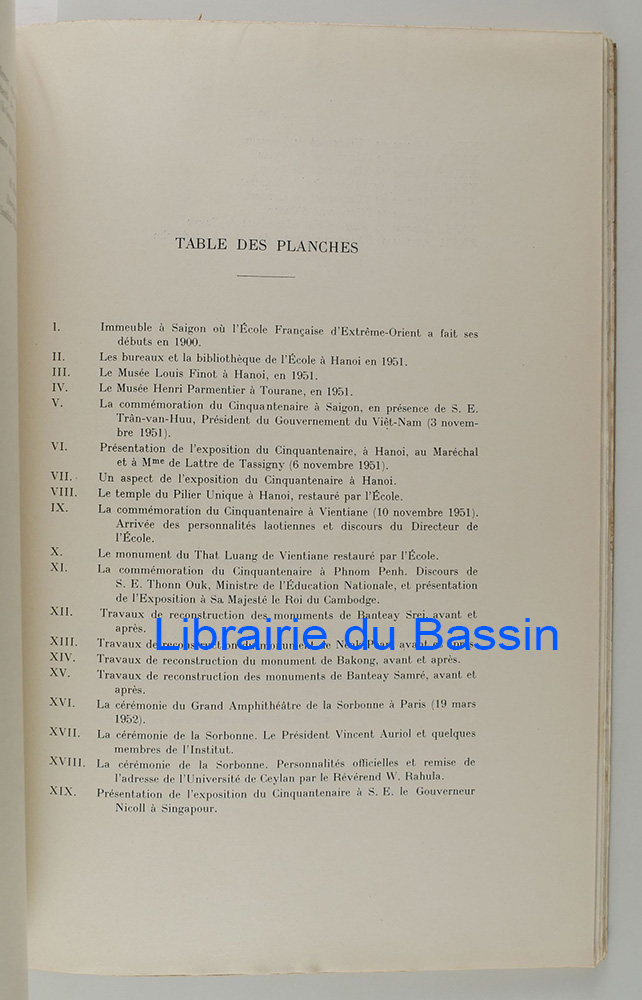 TABLE DES PLANCHES
I. Immeuble à Saigon où l'École Française d'Extrême-Orient a fait ses
débuts en 1900.
II. Les bureaux et la bibliothèque de l'École à Hanoi en 1951.
III. Le Musée Louis Finot à Hanoi, en 1951.
IV. Le Musée Henri Parmentier à Tourane, en 1951.
V. La commémoration du Cinquantenaire à Saigon, en présence de S. E.
Trân-van-Huu, Président du Gouvernement du Việt-Nam (3 novem-
bre 1951).
VI. Présentation de l'exposition du Cinquantenaire, à Hanoi, au Maréchal
et à Mme de Lattre de Tassigny (6 novembre 1951).
VII. Un aspect de l'exposition du Cinquantenaire à Hanoi.
VIII. Le temple du Pilier Unique à Hanoi, restauré par l'École.
IX. La commémoration du Cinquantenaire à Vientiane (10 novembre 1951).
Arrivée des personnalités laotiennes et discours du Directeur de
l'École.
X. Le monument du That Luang de Vientiane restauré par l'École.
XI. La commémoration du Cinquantenaire à Phnom Penh. Discours de
S. E. Thonn Ouk, Ministre de l'Éducation Nationale, et présentation
de l'Exposition à Sa Majesté le Roi du Cambodge.
XII. Travaux de reconstruction des monuments de Banteay Srei, avant et
après.
Librairie du Bassin
XIII. Travaux de reconstruction du monument de Neak Pean, avant et après.
XIV. Travaux de reconstruction du monument de Bakong, avant et après.
XV. Travaux de reconstruction des monuments de Banteay Samré, avant et
après.
XVI. La cérémonie du Grand Amphithéâtre de la Sorbonne à Paris (19 mars
1952).
XVII. La cérémonie de la Sorbonne. Le Président Vincent Auriol et quelques
membres de l'Institut.
XVIII. La cérémonie de la Sorbonne. Personnalités officielles et remise de
l'adresse de l'Université de Ceylan par le Révérend W. Rahula.
XIX. Présentation de l'exposition du Cinquantenaire à S. E. le Gouverneur
Nicoll à Singapour.